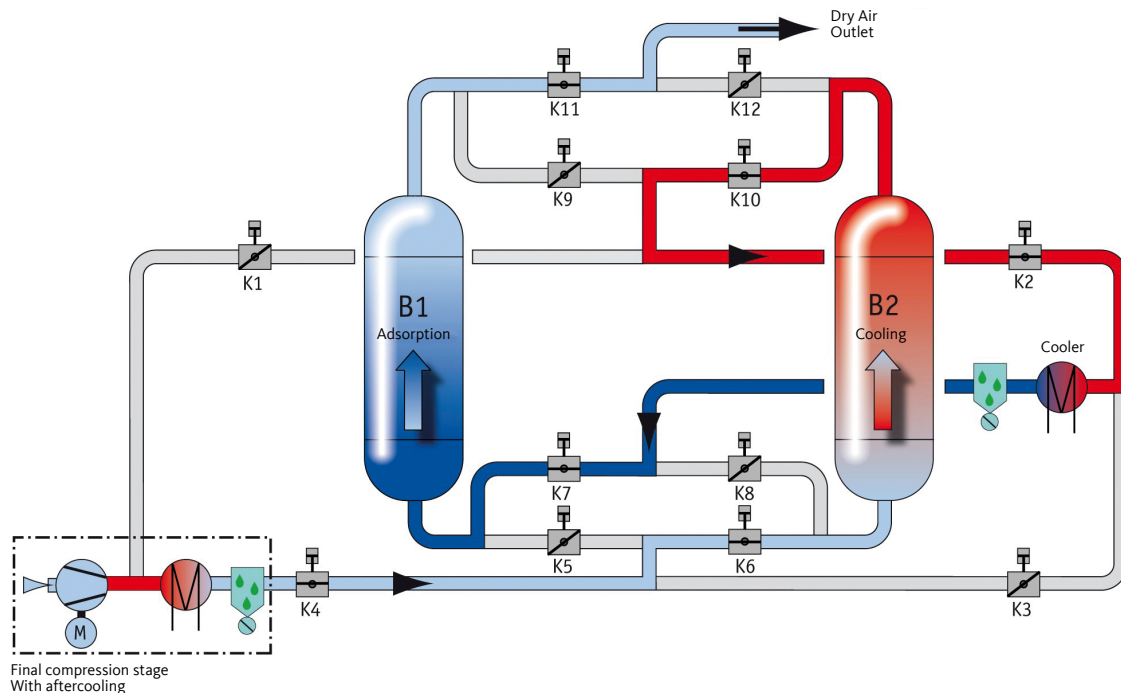 Dry Air
Outlet
K11
K12
K9
K10
K1
K2
B1
Adsorption
B2
Cooling
Cooler
K7
K8
K5
K6
K4
K3
M
Final compression stage
With aftercooling